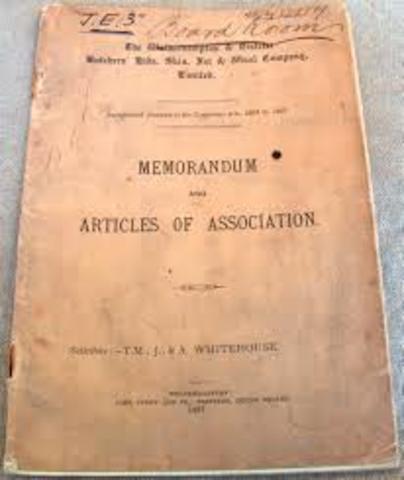 "J.E.3"
Board Room
The Wolverhampton & District
Butchers' Hide, Skin, Fat & Wool Company,
Limited.
MEMORANDUM
AND
ARTICLES OF ASSOCIATION.
Solicitors:—T.M., J., & A. WHITEHOUSE.
WOLVERHAMPTON